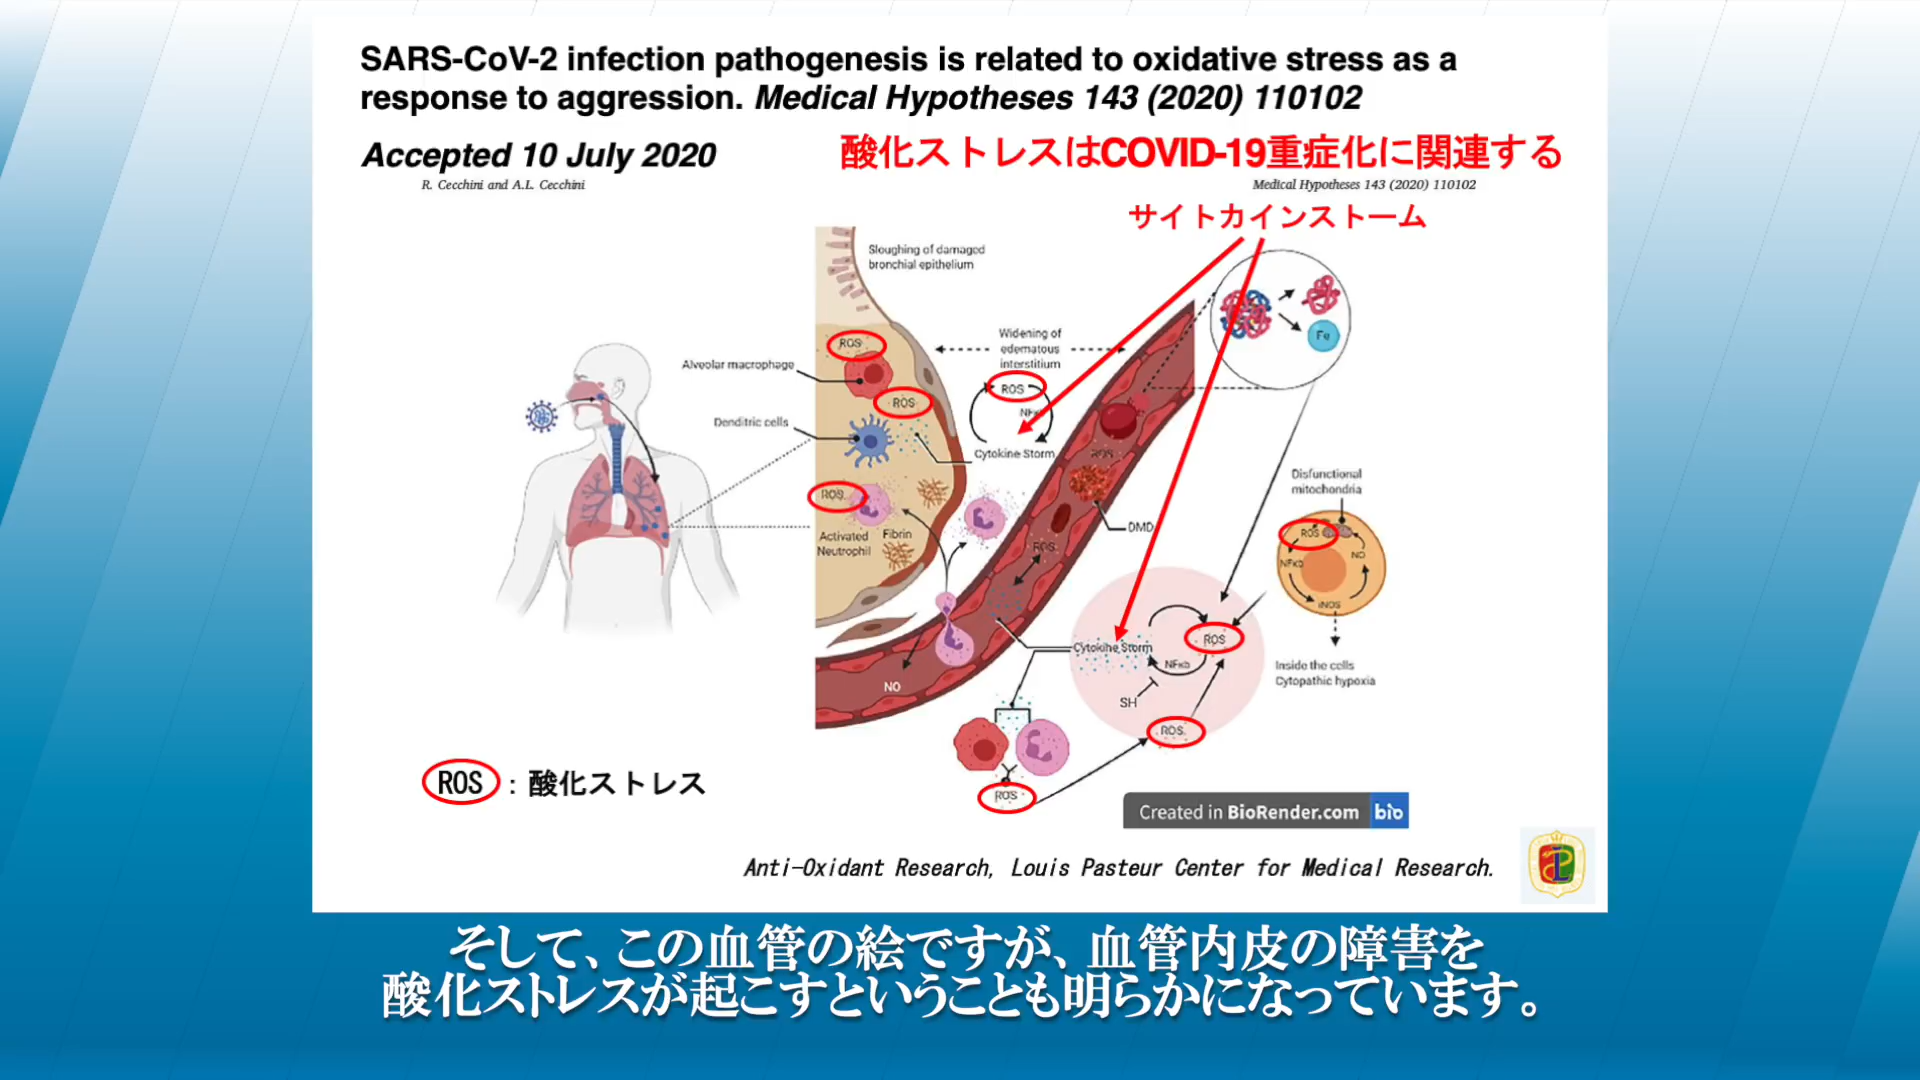 SARS-CoV-2 infection pathogenesis is related to oxidative stress as a
response to aggression. Medical Hypotheses 143 (2020) 110102
Accepted 10 July 2020
酸化ストレスはCOVID-19重症化に関連する
R. Cecchini and A.L. Cecchini
Medical Hypotheses 143 (2020) 110102
サイトカインストーム
Sloughing of damaged
bronchial epithelium
Widening of
edematous
interstitium
Fe
ROS
Alveolar macrophage
ROS
ROS
Denditric cells
Cytokine Storm
ROS
Disfunctional
mitochondria
ROS
Activated
Neutrophil
Fibrin
DMD
ROS
ROS
NO
NFκb
iNOS
Cytokine Storm
ROS
NFκb
SH
Inside the cells
Cytopathic hypoxia
NO
ROS
ROS
ROS : 酸化ストレス
Created in BioRender.com bio
Anti-Oxidant Research, Louis Pasteur Center for Medical Research.
そして、この血管の絵ですが、血管内皮の障害を
酸化ストレスが起こすということも明らかになっています。